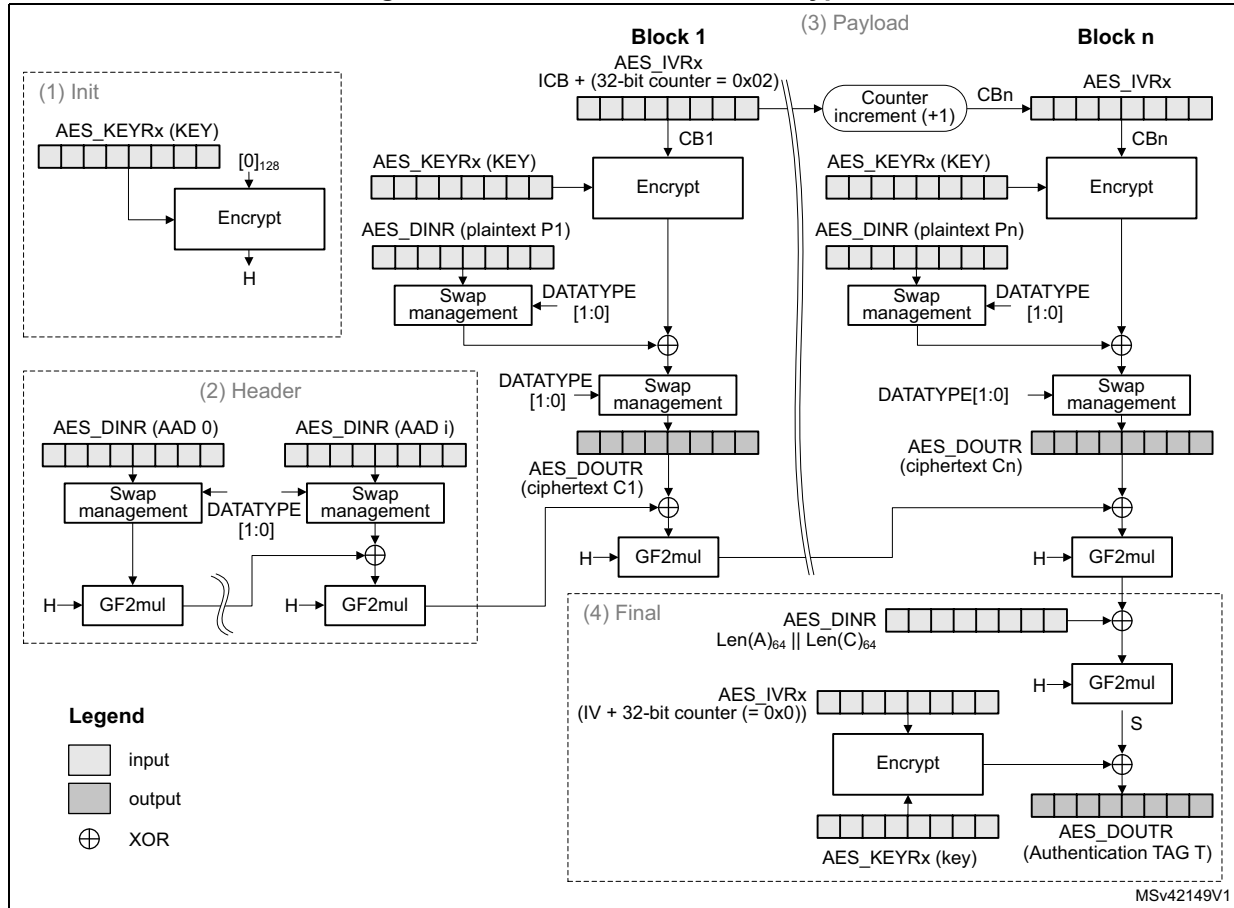 (3) Payload
Block 1
Block n
AES_IVRx
ICB + (32-bit counter = 0x02)
Counter
increment (+1)
CBn
AES_IVRx
CB1
CBn
(1) Init
AES_KEYRx (KEY)
[0]128
Encrypt
H
AES_KEYRx (KEY)
Encrypt
AES_KEYRx (KEY)
Encrypt
AES_DINR (plaintext P1)
Swap
management
DATATYPE
[1:0]
AES_DINR (plaintext Pn)
Swap
management
DATATYPE
[1:0]
DATATYPE
[1:0]
Swap
management
DATATYPE[1:0]
Swap
management
AES_DOUTR
(ciphertext C1)
AES_DOUTR
(ciphertext Cn)
(2) Header
AES_DINR (AAD 0)
AES_DINR (AAD i)
Swap
management
DATATYPE
[1:0]
Swap
management
H
GF2mul
H
GF2mul
H
GF2mul
H
GF2mul
(4) Final
AES_DINR
Len(A)64 || Len(C)64
H
GF2mul
S
AES_IVRx
(IV + 32-bit counter (= 0x0))
Encrypt
AES_KEYRx (key)
AES_DOUTR
(Authentication TAG T)
Legend
input
output
XOR
MSv42149V1